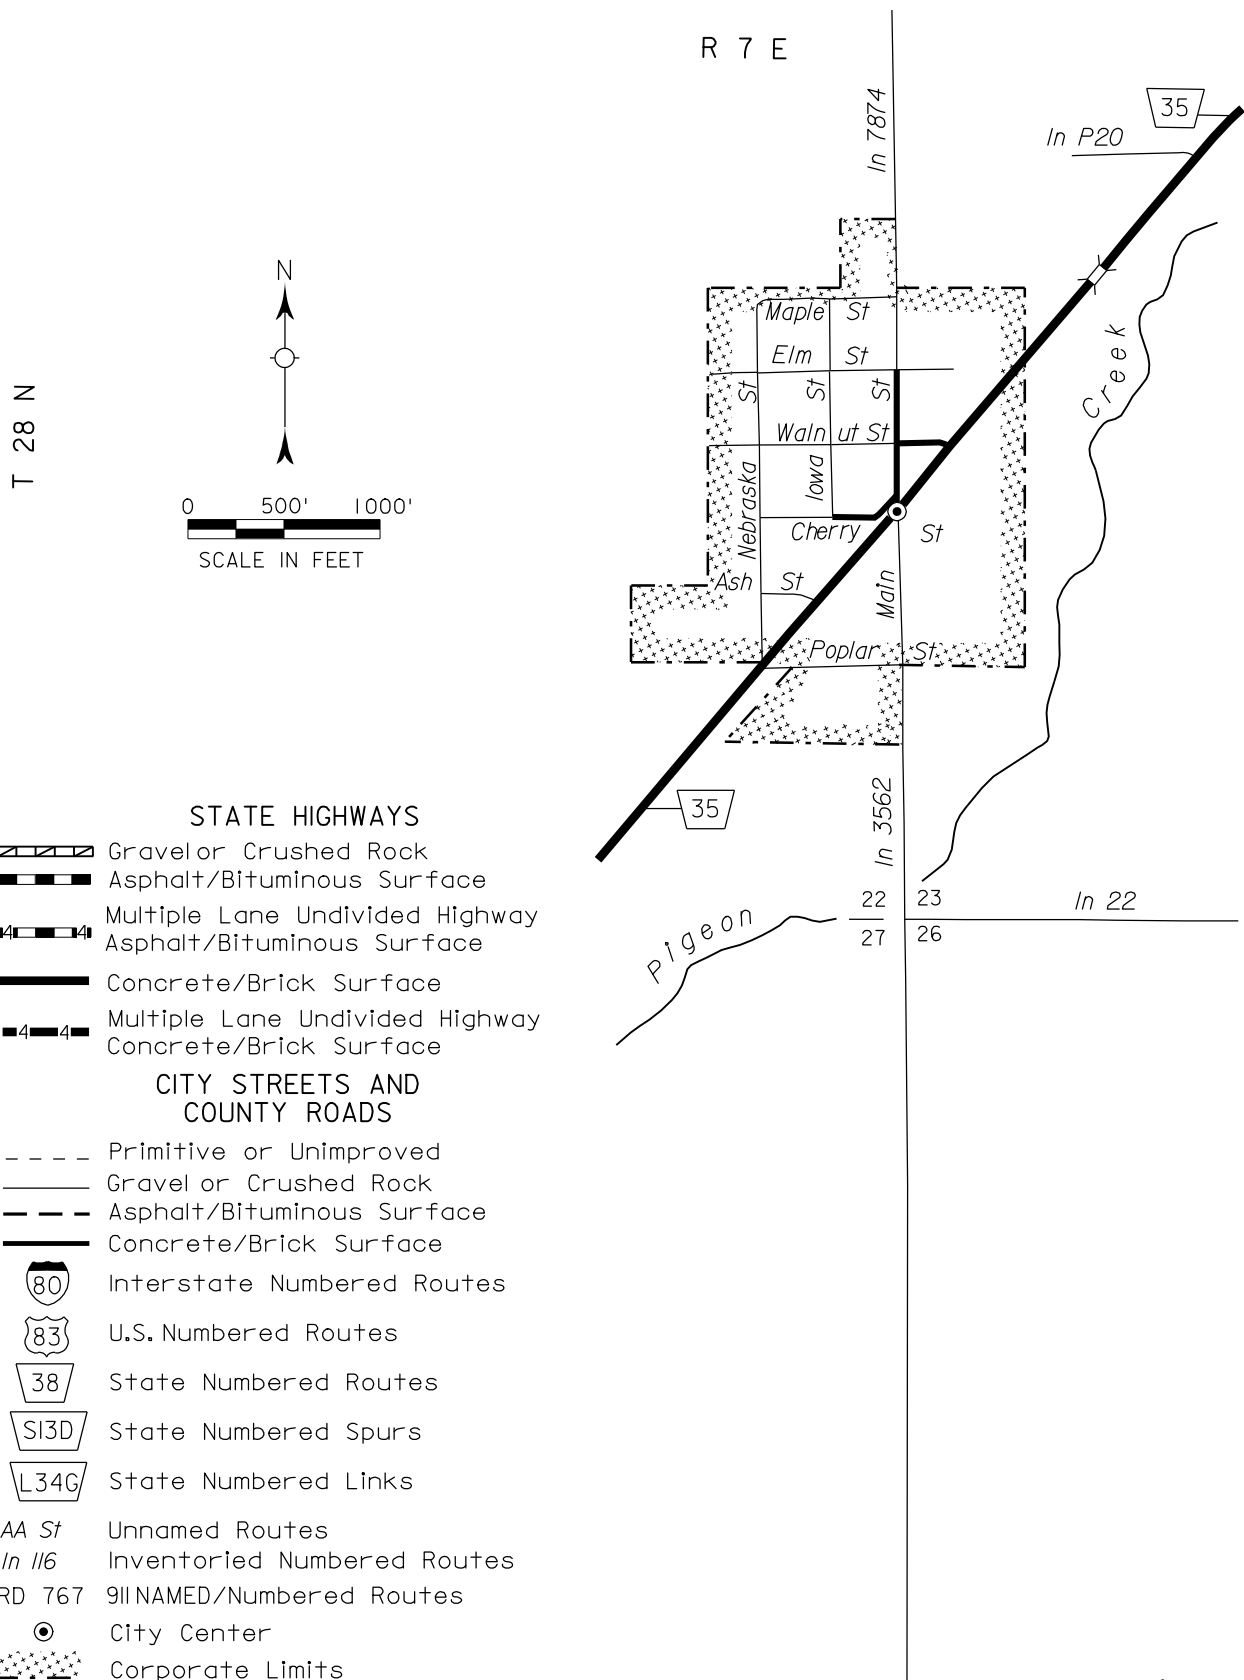 R 7 E
In 7874
35
In P20
N
T 28 N
Maple St
Elm St
St
St
St
Creek
Walnut St
Nebraska
Iowa
0 500' 1000'
SCALE IN FEET
Cherry St
Ash St
Main
Poplar St
35
In 3562
22 23
27 26
In 22
Pigeon
STATE HIGHWAYS
Gravel or Crushed Rock
Asphalt/Bituminous Surface
4 4 Multiple Lane Undivided Highway
Asphalt/Bituminous Surface
Concrete/Brick Surface
4 4 Multiple Lane Undivided Highway
Concrete/Brick Surface
CITY STREETS AND
COUNTY ROADS
Primitive or Unimproved
Gravel or Crushed Rock
Asphalt/Bituminous Surface
Concrete/Brick Surface
80 Interstate Numbered Routes
83 U.S. Numbered Routes
38 State Numbered Routes
S13D State Numbered Spurs
L34G State Numbered Links
AA St Unnamed Routes
In 116 Inventoried Numbered Routes
RD 767 911 NAMED/Numbered Routes
City Center
Corporate Limits